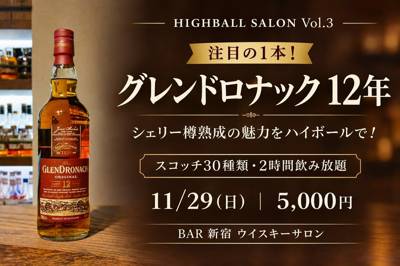 HIGHBALL SALON Vol.3
注目の1本！
グレンドロナック 12年
シェリー樽熟成の魅力をハイボールで！
スコッチ30種類・2時間飲み放題
11/29（日） | 5,000円
BAR 新宿 ウイスキーサロン
GLENDRONACH
ORIGINAL
12